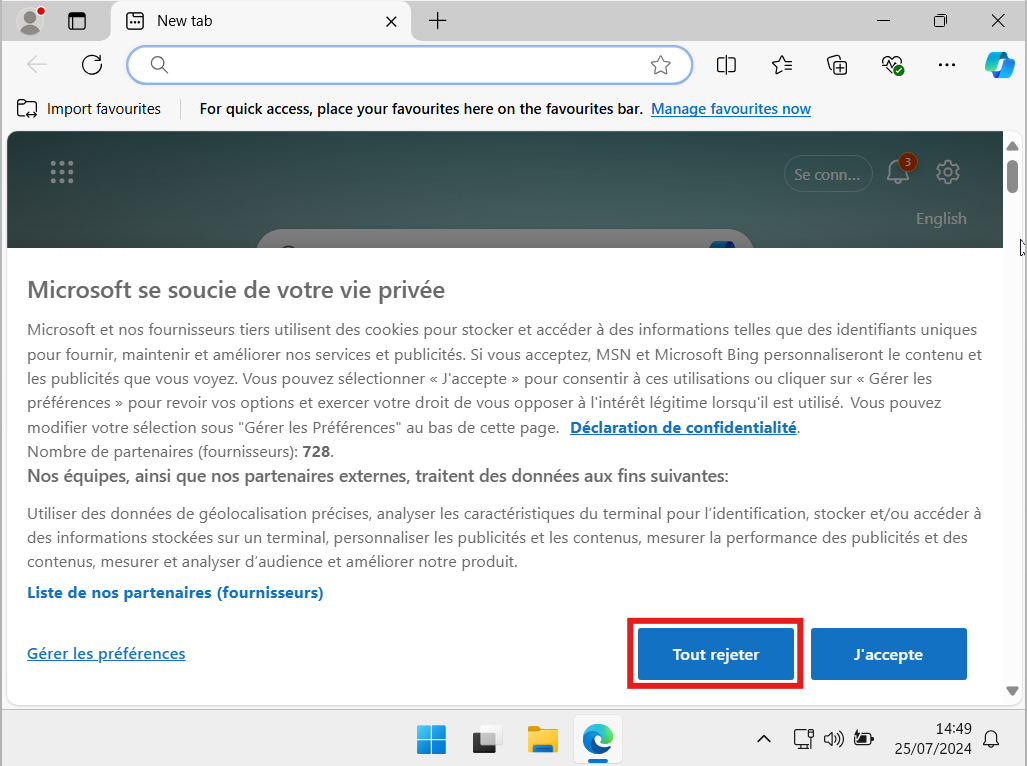 New tab
Import favourites
For quick access, place your favourites here on the favourites bar. Manage favourites now
Se conn...
3
English
Microsoft se soucie de votre vie privée
Microsoft et nos fournisseurs tiers utilisent des cookies pour stocker et accéder à des informations telles que des identifiants uniques
pour fournir, maintenir et améliorer nos services et publicités. Si vous acceptez, MSN et Microsoft Bing personnaliseront le contenu et
les publicités que vous voyez. Vous pouvez sélectionner « J'accepte » pour consentir à ces utilisations ou cliquer sur « Gérer les
préférences » pour revoir vos options et exercer votre droit de vous opposer à l'intérêt légitime lorsqu'il est utilisé. Vous pouvez
modifier votre sélection sous "Gérer les Préférences" au bas de cette page. Déclaration de confidentialité.
Nombre de partenaires (fournisseurs): 728.
Nos équipes, ainsi que nos partenaires externes, traitent des données aux fins suivantes:
Utiliser des données de géolocalisation précises, analyser les caractéristiques du terminal pour l’identification, stocker et/ou accéder à
des informations stockées sur un terminal, personnaliser les publicités et les contenus, mesurer la performance des publicités et des
contenus, mesurer et analyser d’audience et améliorer notre produit.
Liste de nos partenaires (fournisseurs)
Gérer les préférences
Tout rejeter
J'accepte
14:49
25/07/2024